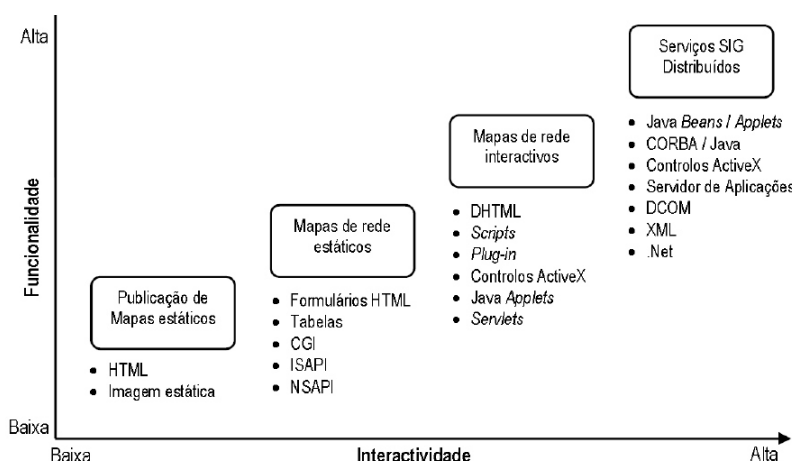 Alta
Funcionalidade
Baixa
Publicação de
Mapas estáticos
• HTML
• Imagem estática
Mapas de rede
estáticos
• Formulários HTML
• Tabelas
• CGI
• ISAPI
• NSAPI
Mapas de rede
interactivos
• DHTML
• Scripts
• Plug-in
• Controlos ActiveX
• Java Applets
• Servlets
Serviços SIG
Distribuídos
• Java Beans / Applets
• CORBA / Java
• Controlos ActiveX
• Servidor de Aplicações
• DCOM
• XML
• .Net
Baixa
Interactividade
Alta